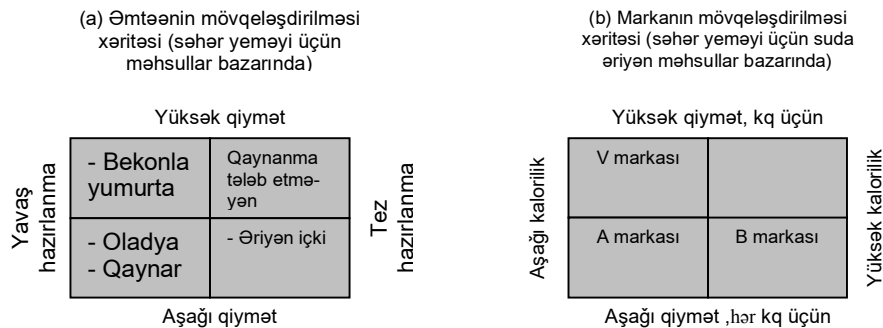 (a) Əmtəənin mövqeləşdirilməsi
xəritəsi (səhər yeməyi üçün
məhsullar bazarında)
Yüksək qiymət
Yavaş
hazırlanma
- Bekonla
yumurta
Qaynanma
tələb etmə-
yən
- Oladya
- Qaynar
- Əriyən içki
Tez
hazırlanma
Aşağı qiymət
(b) Markanın mövqeləşdirilməsi
xəritəsi (səhər yeməyi üçün suda
əriyən məhsullar bazarında)
Yüksək qiymət, kq üçün
Aşağı kalorilik
V markası
A markası
B markası
Yüksək kalorilik
Aşağı qiymət ,hər kq üçün